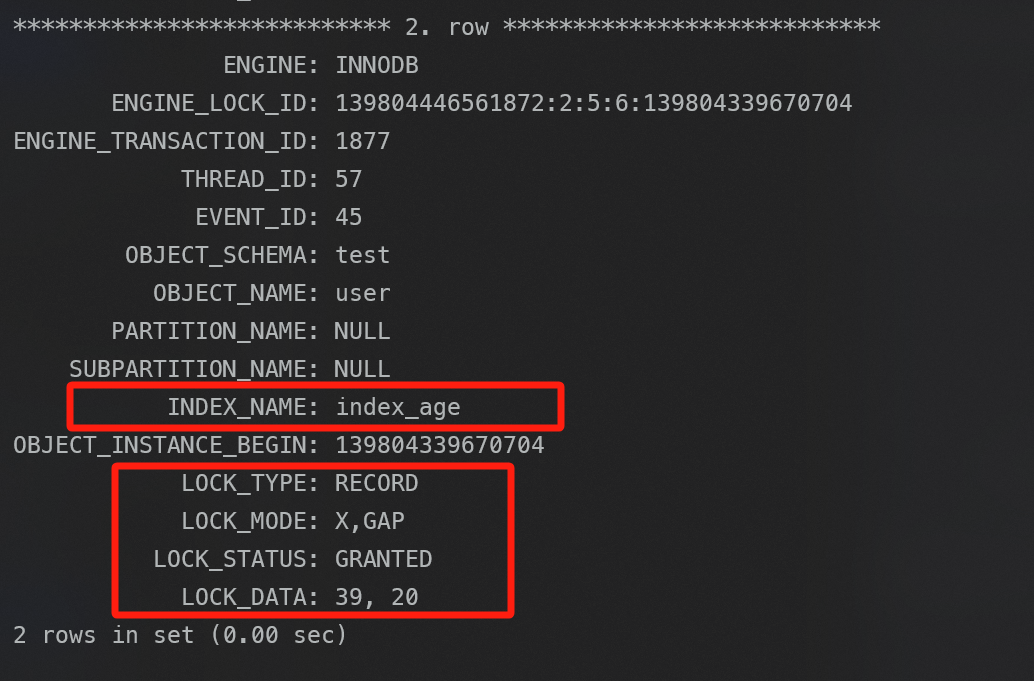 *************************** 2. row ***************************
ENGINE: INNODB
ENGINE_LOCK_ID: 139804446561872:2:5:6:139804339670704
ENGINE_TRANSACTION_ID: 1877
THREAD_ID: 57
EVENT_ID: 45
OBJECT_SCHEMA: test
OBJECT_NAME: user
PARTITION_NAME: NULL
SUBPARTITION_NAME: NULL
INDEX_NAME: index_age
OBJECT_INSTANCE_BEGIN: 139804339670704
LOCK_TYPE: RECORD
LOCK_MODE: X,GAP
LOCK_STATUS: GRANTED
LOCK_DATA: 39, 20
2 rows in set (0.00 sec)